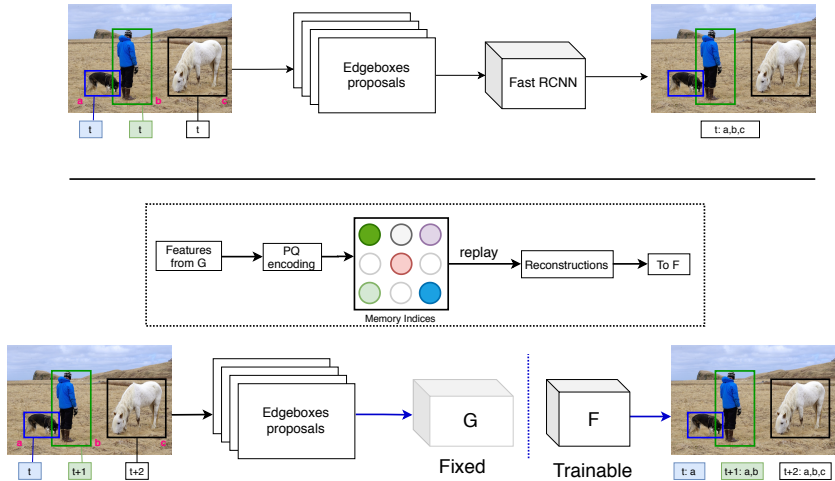 a
b
c
t
t
t
Edgeboxes
proposals
Fast RCNN
t: a,b,c
Features
from G
PQ
encoding
Memory Indices
replay
Reconstructions
To F
a
b
c
t
t+1
t+2
Edgeboxes
proposals
G
Fixed
F
Trainable
t: a
t+1: a,b
t+2: a,b,c